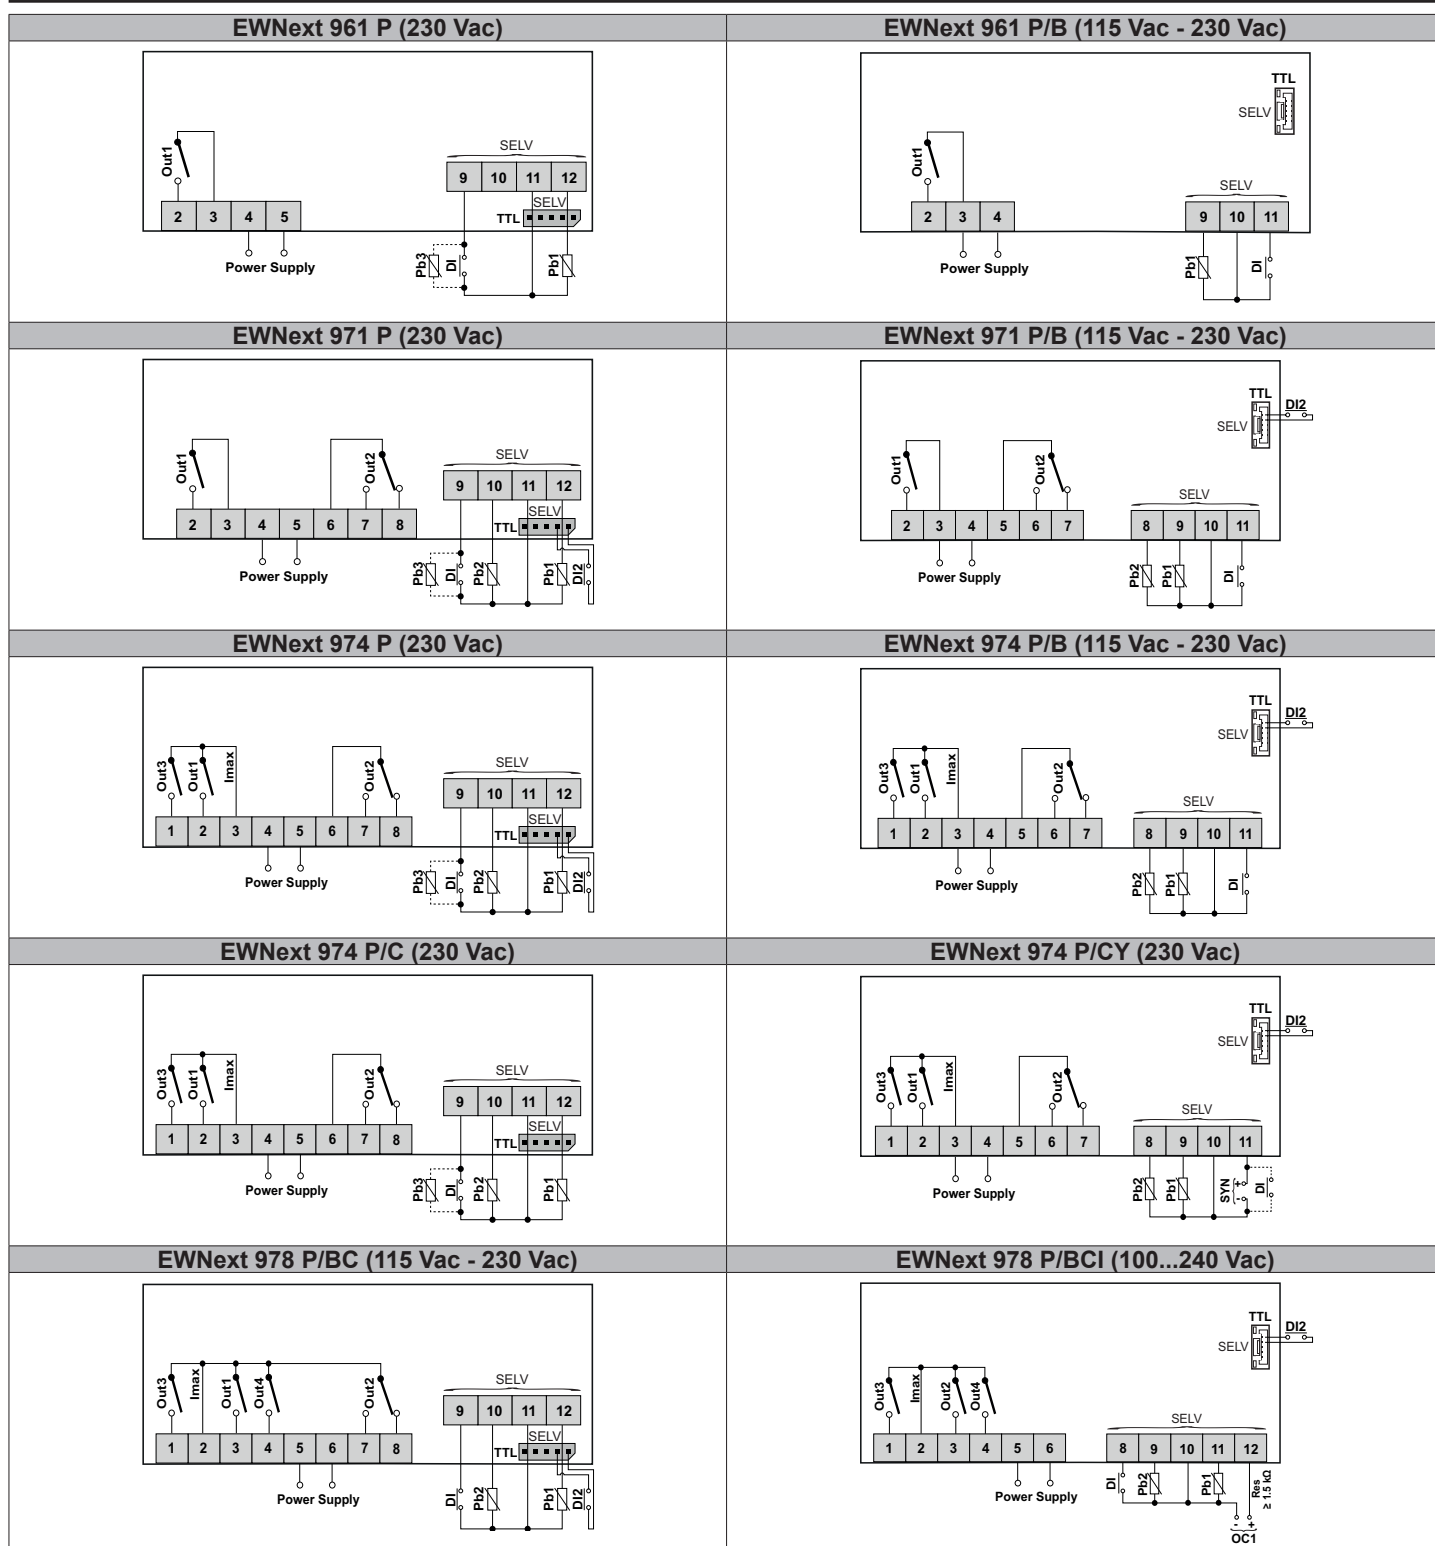 EWNext 961 P (230 Vac)
Out1
2 3 4 5
Power Supply
SELV
9 10 11 12
SELV
TTL
Pb3
DI
Pb1
EWNext 961 P/B (115 Vac - 230 Vac)
TTL
SELV
Out1
2 3 4
Power Supply
SELV
9 10 11
Pb1
DI
EWNext 971 P (230 Vac)
Out1
Out2
2 3 4 5 6 7 8
Power Supply
SELV
9 10 11 12
SELV
TTL
Pb3
DI
Pb2
Pb1
DI2
EWNext 971 P/B (115 Vac - 230 Vac)
TTL
DI2
SELV
Out1
Out2
2 3 4 5 6 7
Power Supply
SELV
8 9 10 11
Pb2
Pb1
DI
EWNext 974 P (230 Vac)
Out3
Out1
Imax
Out2
1 2 3 4 5 6 7 8
Power Supply
SELV
9 10 11 12
SELV
TTL
Pb3
DI
Pb2
Pb1
DI2
EWNext 974 P/B (115 Vac - 230 Vac)
TTL
DI2
SELV
Out3
Out1
Imax
Out2
1 2 3 4 5 6 7
Power Supply
SELV
8 9 10 11
Pb2
Pb1
DI
EWNext 974 P/C (230 Vac)
Out3
Out1
Imax
Out2
1 2 3 4 5 6 7 8
Power Supply
SELV
9 10 11 12
SELV
TTL
Pb3
DI
Pb2
Pb1
EWNext 974 P/CY (230 Vac)
TTL
DI2
SELV
Out3
Out1
Imax
Out2
1 2 3 4 5 6 7
Power Supply
SELV
8 9 10 11
Pb2
Pb1
SYN
+
-
DI
EWNext 978 P/BC (115 Vac - 230 Vac)
Out3
Imax
Out1
Out4
Out2
1 2 3 4 5 6 7 8
Power Supply
SELV
9 10 11 12
SELV
TTL
DI
Pb2
Pb1
DI2
EWNext 978 P/BCI (100...240 Vac)
TTL
DI2
SELV
Out3
Imax
Out2
Out4
1 2 3 4 5 6
Power Supply
SELV
8 9 10 11 12
DI
Pb2
Pb1
Res
≥ 1.5 kΩ
- +
OC1